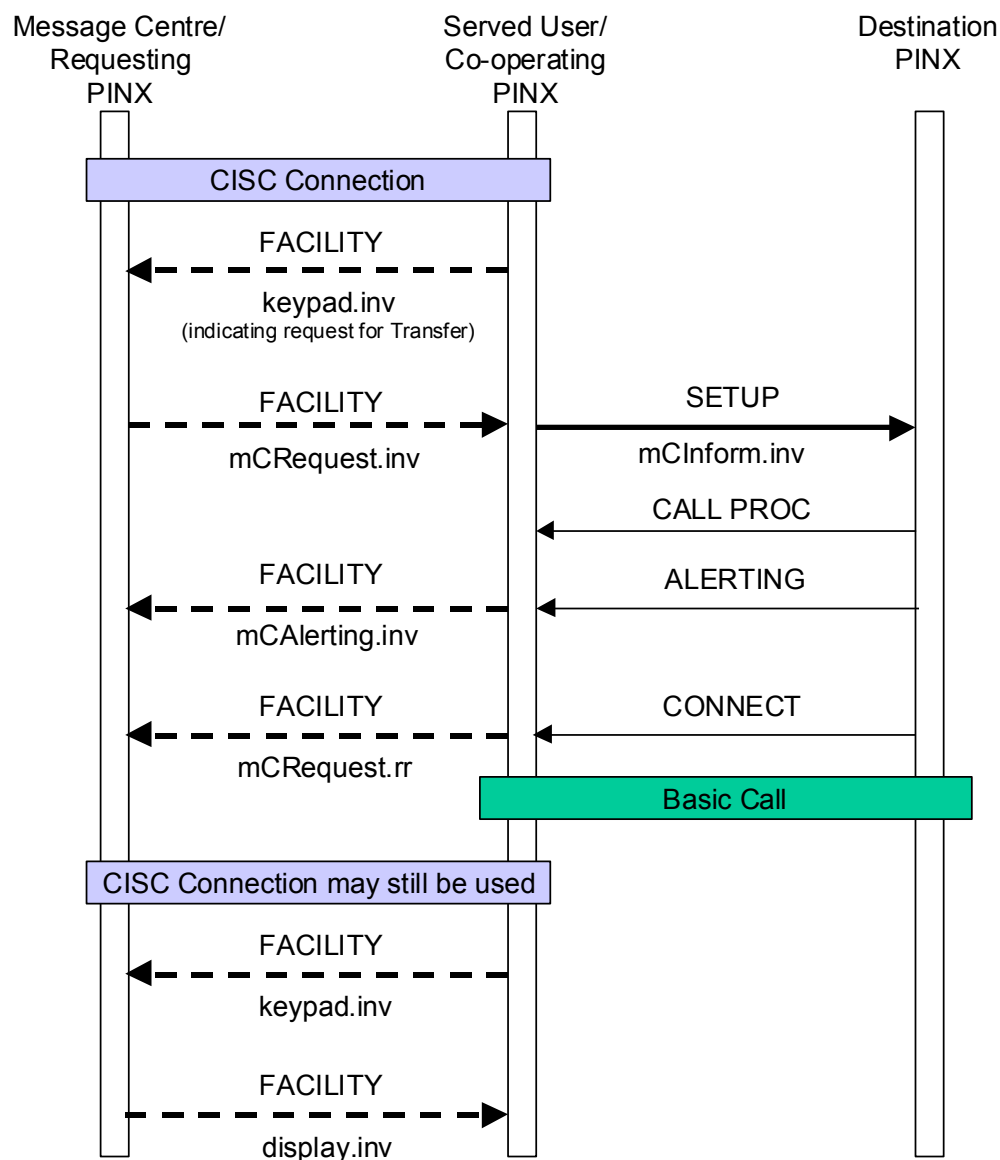 Message Centre/
Requesting
PINX
Served User/
Co-operating
PINX
Destination
PINX
CISC Connection
FACILITY
keypad.inv
(indicating request for Transfer)
FACILITY
mCRequest.inv
SETUP
mCInform.inv
CALL PROC
FACILITY
mCAlerting.inv
ALERTING
FACILITY
mCRequest.rr
CONNECT
Basic Call
CISC Connection may still be used
FACILITY
keypad.inv
FACILITY
display.inv